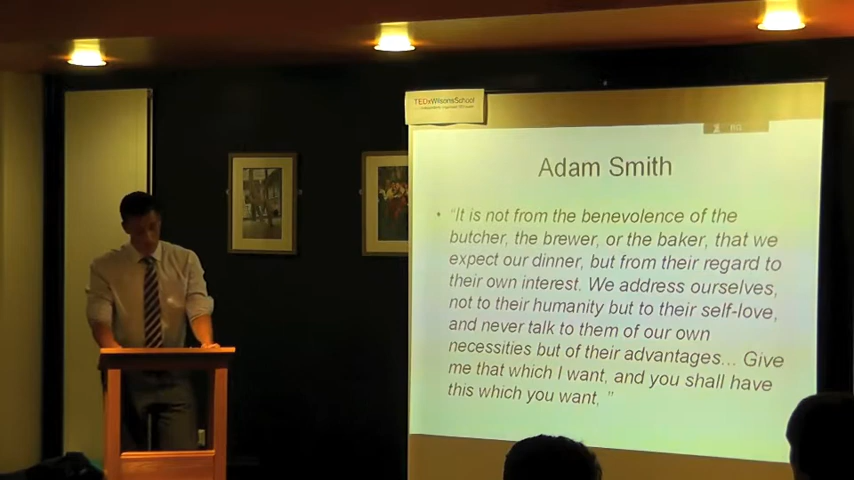 TEDxWilsonsSchool
Adam Smith
• "It is not from the benevolence of the
butcher, the brewer, or the baker, that we
expect our dinner, but from their regard to
their own interest. We address ourselves,
not to their humanity but to their self-love,
and never talk to them of our own
necessities but of their advantages... Give
me that which I want, and you shall have
this which you want, "